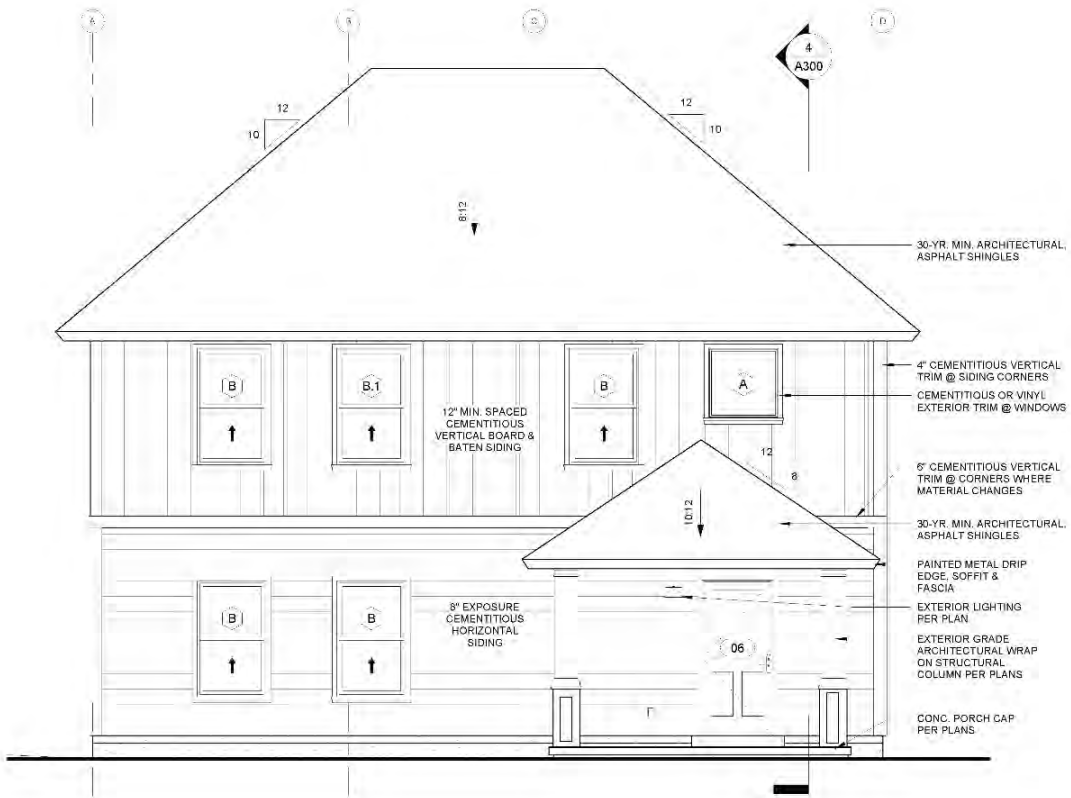 A
B
C
D
4
A300
12
10
12
10
8:12
30-YR. MIN. ARCHITECTURAL,
ASPHALT SHINGLES
4" CEMENTITIOUS VERTICAL
TRIM @ SIDING CORNERS
CEMENTITIOUS OR VINYL
EXTERIOR TRIM @ WINDOWS
B
B.1
B
A
12" MIN. SPACED
CEMENTITIOUS
VERTICAL BOARD &
BATEN SIDING
12
8
6" CEMENTITIOUS VERTICAL
TRIM @ CORNERS WHERE
MATERIAL CHANGES
10:12
30-YR. MIN. ARCHITECTURAL,
ASPHALT SHINGLES
PAINTED METAL DRIP
EDGE, SOFFIT &
FASCIA
B
B
8" EXPOSURE
CEMENTITIOUS
HORIZONTAL
SIDING
EXTERIOR LIGHTING
PER PLAN
06
EXTERIOR GRADE
ARCHITECTURAL WRAP
ON STRUCTURAL
COLUMN PER PLANS
CONC. PORCH CAP
PER PLANS